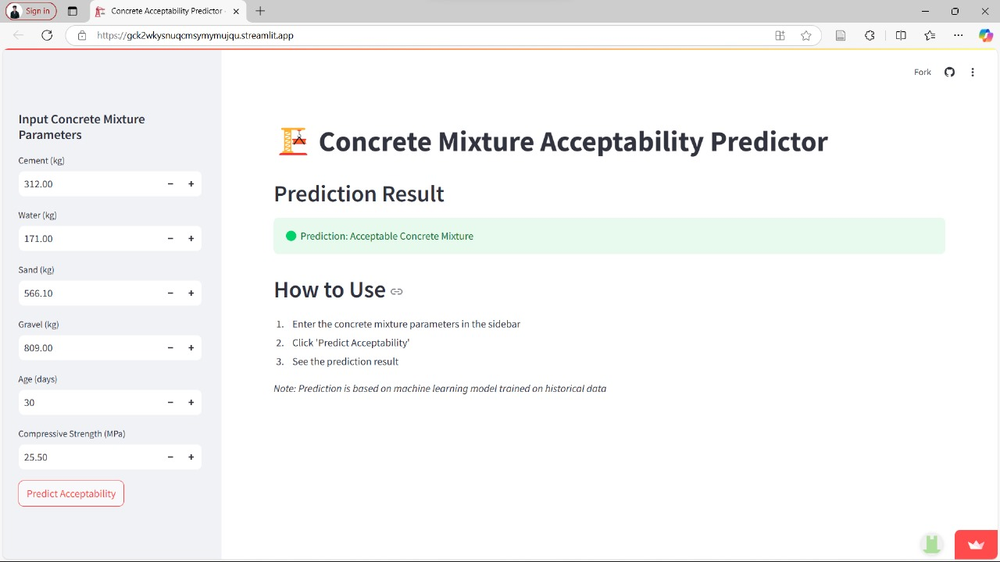 Sign in
Concrete Acceptability Predictor ·
https://gck2wkysnuqcmsymymujqu.streamlit.app
Fork
Input Concrete Mixture
Parameters
Cement (kg)
312.00
Water (kg)
171.00
Sand (kg)
566.10
Gravel (kg)
809.00
Age (days)
30
Compressive Strength (MPa)
25.50
Predict Acceptability
Concrete Mixture Acceptability Predictor
Prediction Result
Prediction: Acceptable Concrete Mixture
How to Use
1. Enter the concrete mixture parameters in the sidebar
2. Click 'Predict Acceptability'
3. See the prediction result
Note: Prediction is based on machine learning model trained on historical data